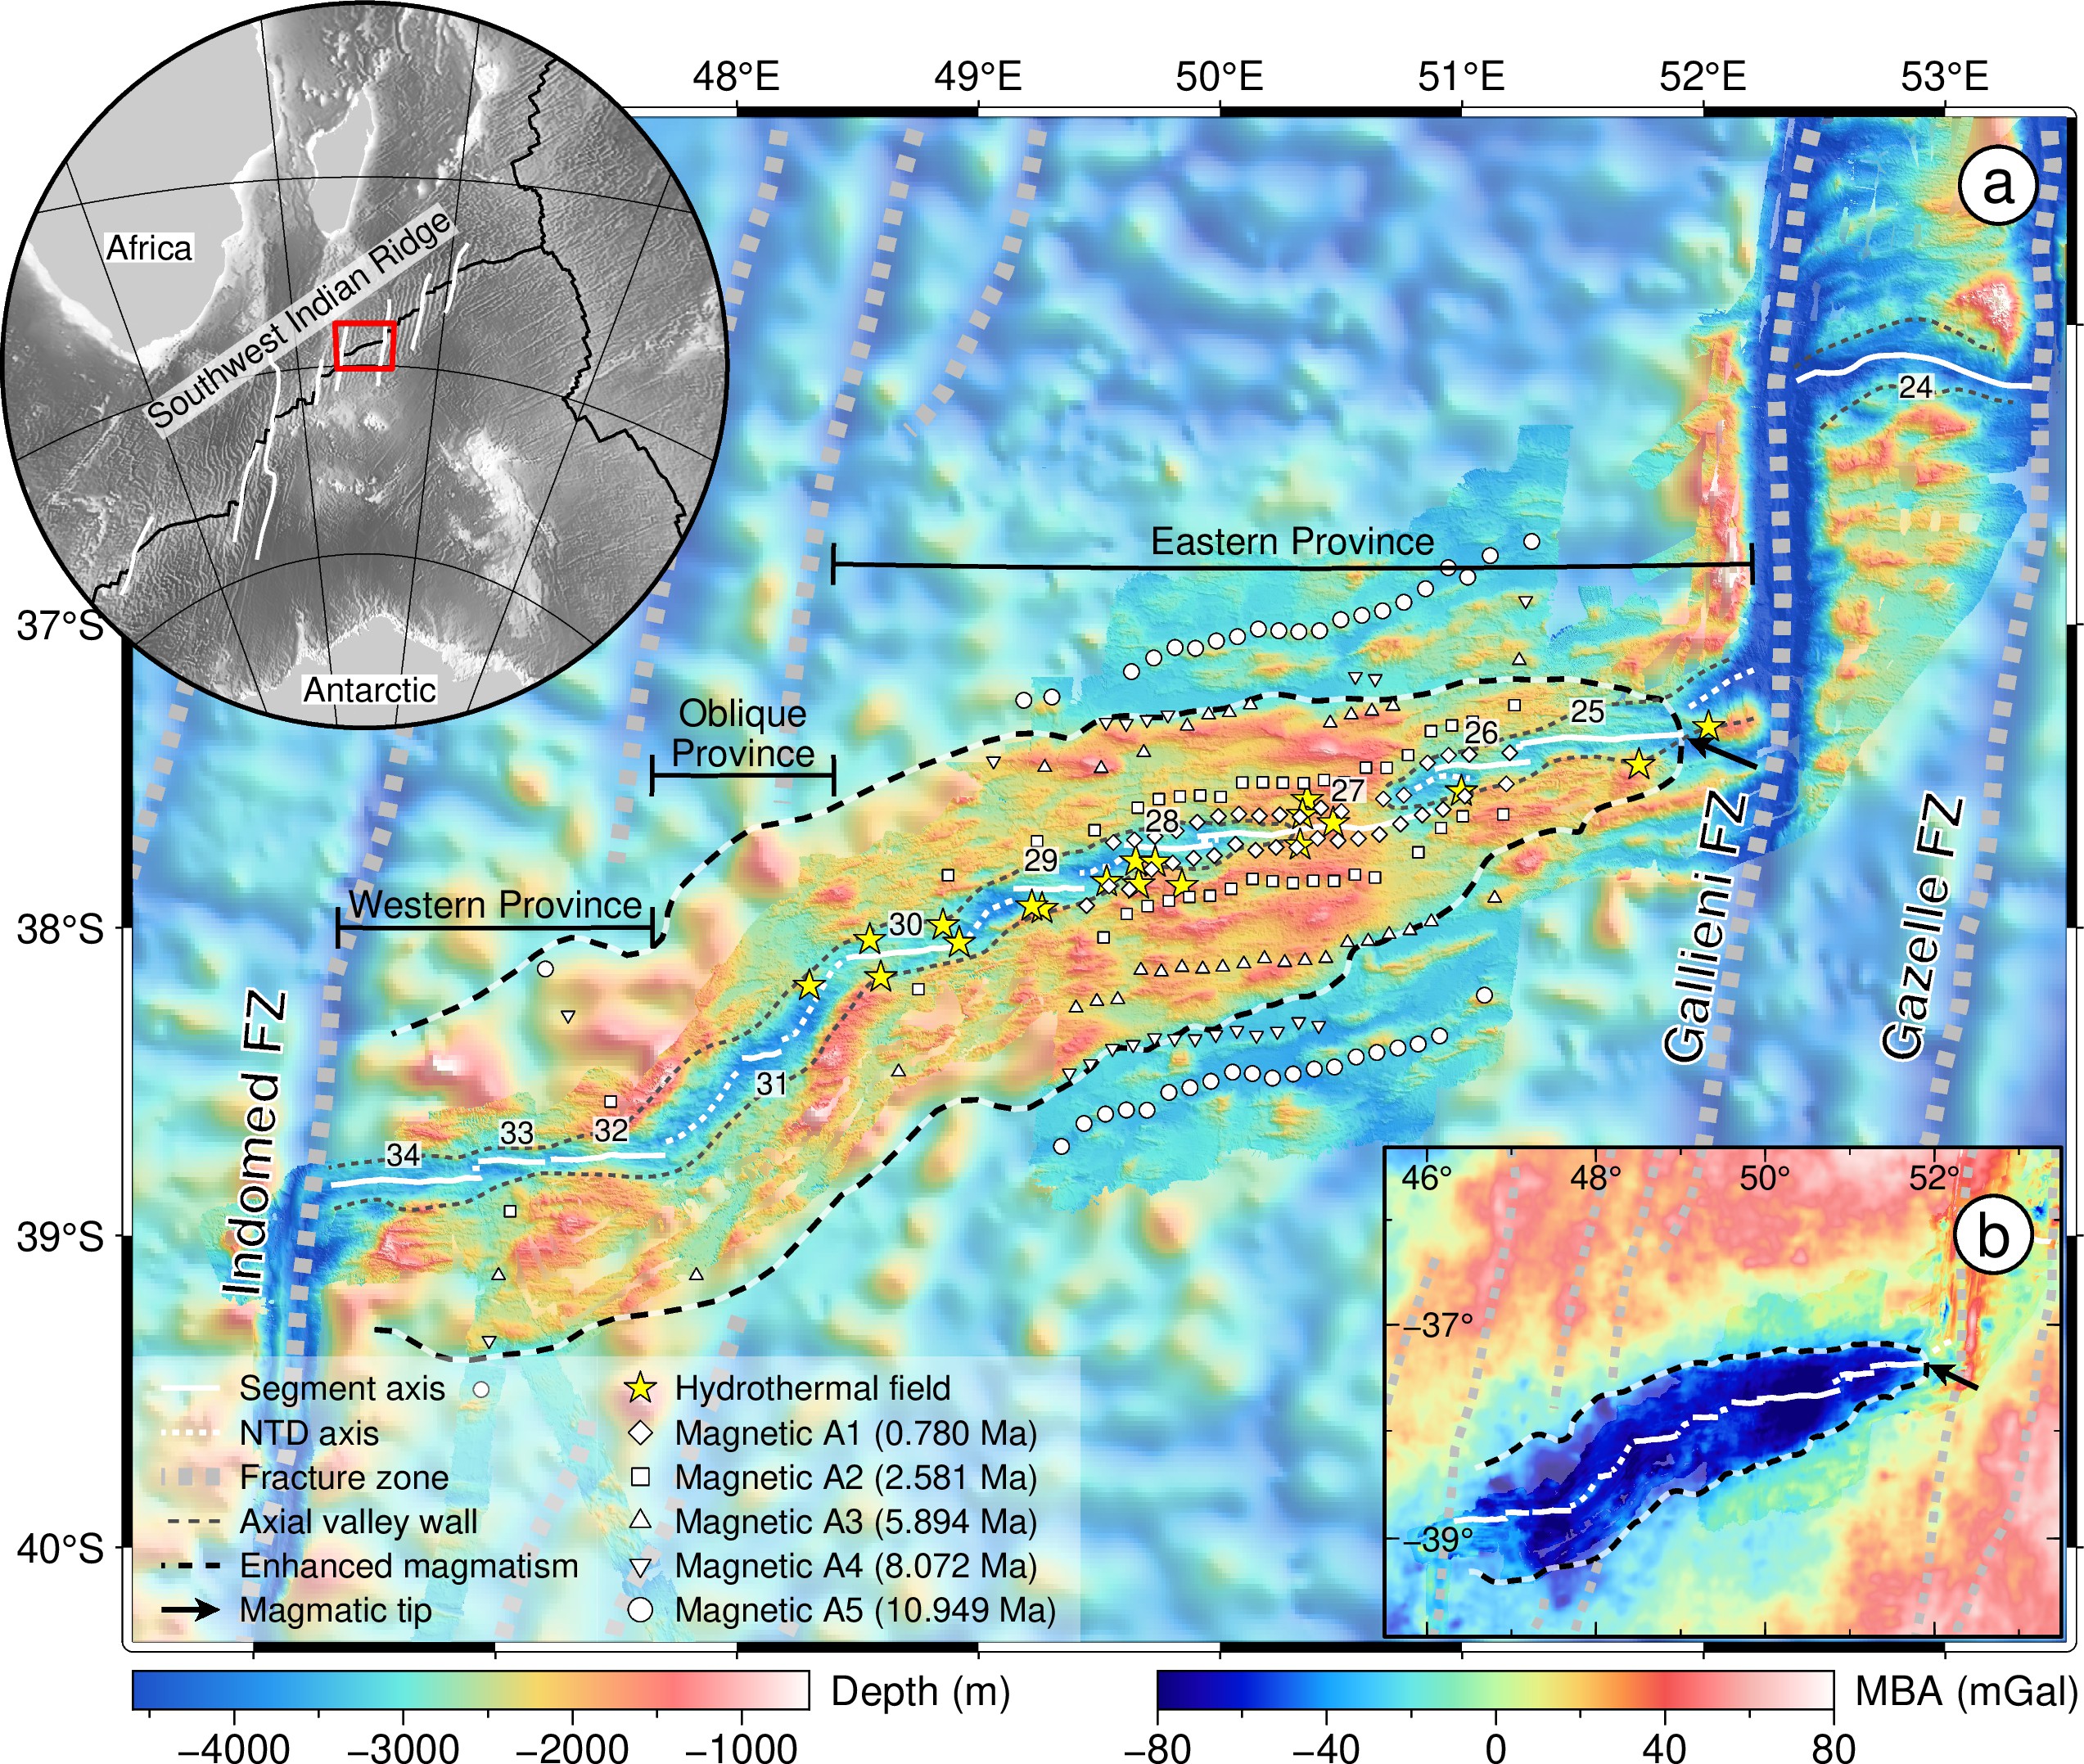 48°E 49°E 50°E 51°E 52°E 53°E
a
Africa
Southwest Indian Ridge
Antarctic
24
Eastern Province
37°S
Oblique
Province
25
26
27
28
29
Western Province
30
38°S
31
32
33
34
Indomed FZ
Gallieni FZ
Gazelle FZ
39°S
40°S
46° 48° 50° 52°
b
−37°
−39°
Segment axis
NTD axis
Fracture zone
Axial valley wall
Enhanced magmatism
Magmatic tip
Hydrothermal field
Magnetic A1 (0.780 Ma)
Magnetic A2 (2.581 Ma)
Magnetic A3 (5.894 Ma)
Magnetic A4 (8.072 Ma)
Magnetic A5 (10.949 Ma)
Depth (m)
−4000 −3000 −2000 −1000
MBA (mGal)
−80 −40 0 40 80